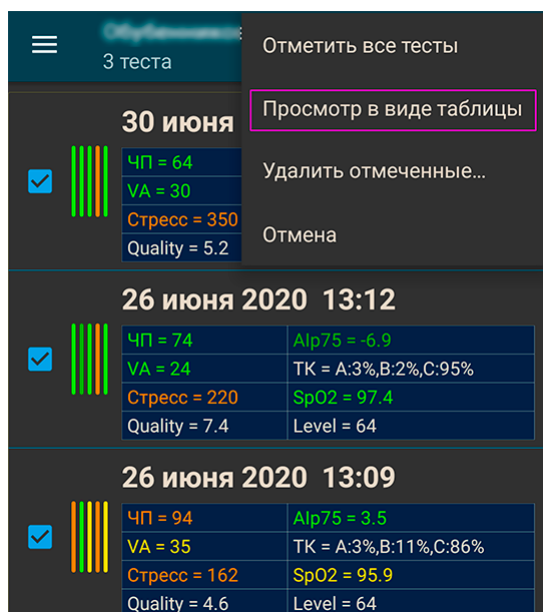 3 теста
Отметить все тесты
Просмотр в виде таблицы
Удалить отмеченные...
Отмена
30 июня
ЧП = 64
VA = 30
Стресс = 350
Quality = 5.2
26 июня 2020 13:12
ЧП = 74
Alp75 = -6.9
VA = 24
ТК = A:3%,B:2%,C:95%
Стресс = 220
SpO2 = 97.4
Quality = 7.4
Level = 64
26 июня 2020 13:09
ЧП = 94
Alp75 = 3.5
VA = 35
ТК = A:3%,B:11%,C:86%
Стресс = 162
SpO2 = 95.9
Quality = 4.6
Level = 64